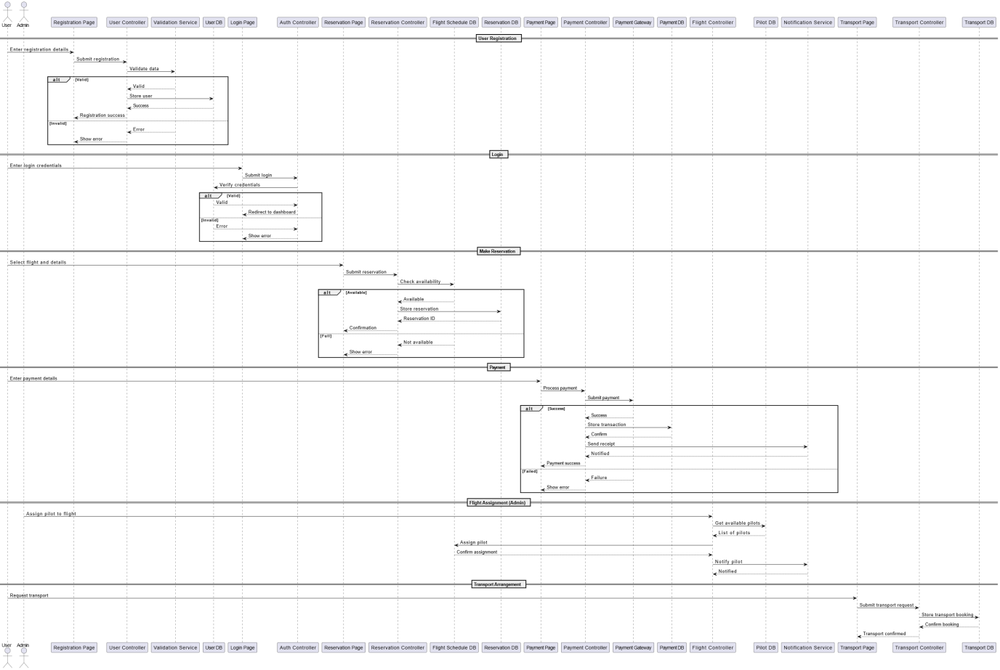 User Admin Registration Page User Controller Validation Service User DB Login Page Auth Controller Reservation Page Reservation Controller Flight Schedule DB Reservation DB Payment Page Payment Controller Payment Gateway Payment DB Flight Controller Pilot DB Notification Service Transport Page Transport Controller Transport DB
User Registration
Enter registration details
Submit registration
Validate data
alt [Valid]
Valid
Store user
Success
Registration success
[Invalid]
Error
Show error
Login
Enter login credentials
Submit login
Verify credentials
alt [Valid]
Valid
Redirect to dashboard
[Invalid]
Error
Show error
Make Reservation
Select flight and details
Submit reservation
Check availability
alt [Available]
Available
Store reservation
Reservation ID
Confirmation
[Full]
Not available
Show error
Payment
Enter payment details
Process payment
Submit payment
alt [Success]
Success
Store transaction
Confirm
Send receipt
Notified
Payment success
[Failed]
Failure
Show error
Flight Assignment (Admin)
Assign pilot to flight
Get available pilots
List of pilots
Assign pilot
Confirm assignment
Notify pilot
Notified
Transport Arrangement
Request transport
Submit transport request
Store transport booking
Confirm booking
Transport confirmed
User Admin Registration Page User Controller Validation Service User DB Login Page Auth Controller Reservation Page Reservation Controller Flight Schedule DB Reservation DB Payment Page Payment Controller Payment Gateway Payment DB Flight Controller Pilot DB Notification Service Transport Page Transport Controller Transport DB